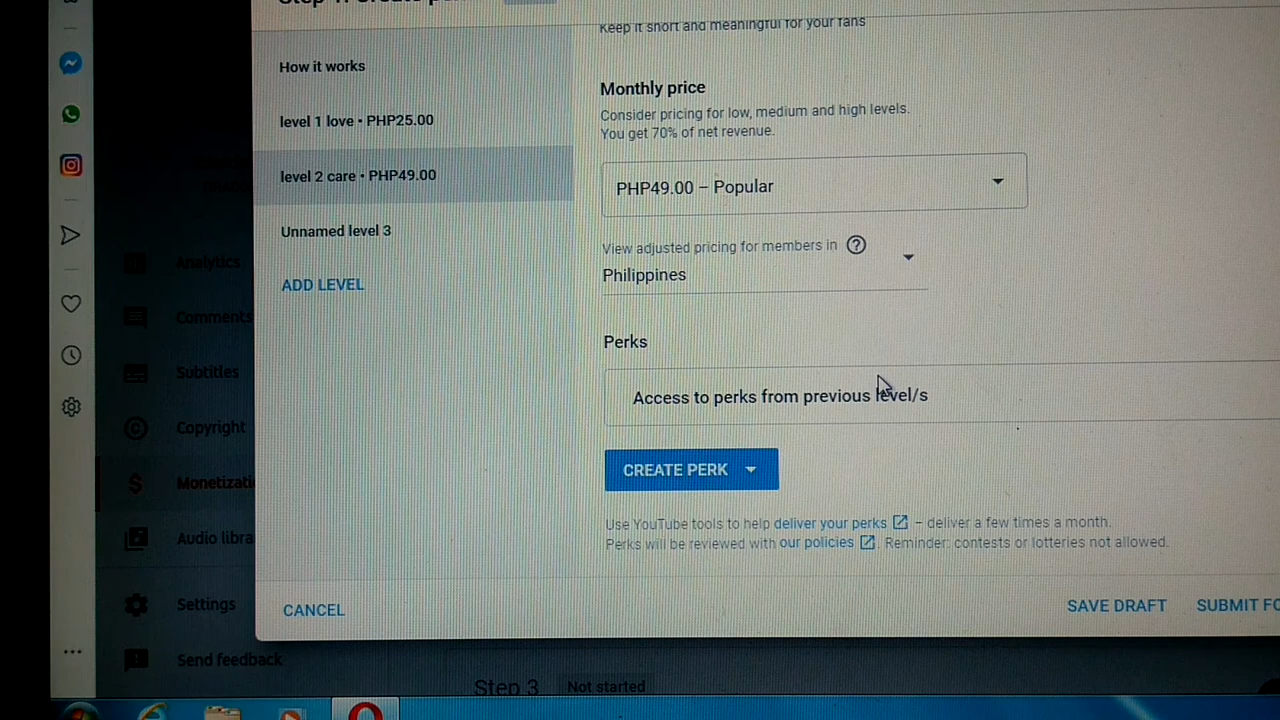 Keep it short and meaningful for your fans
How it works
Monthly price
Consider pricing for low, medium and high levels.
You get 70% of net revenue.
level 1 love • PHP25.00
level 2 care • PHP49.00
PHP49.00 – Popular
Unnamed level 3
View adjusted pricing for members in
Philippines
ADD LEVEL
Analytics
Comments
Subtitles
Copyright
Monetizati
Audio libra
Settings
Send feedback
Perks
Access to perks from previous level/s
CREATE PERK
Use YouTube tools to help deliver your perks – deliver a few times a month.
Perks will be reviewed with our policies . Reminder: contests or lotteries not allowed.
CANCEL
SAVE DRAFT
SUBMIT FO
Step 3
Not started